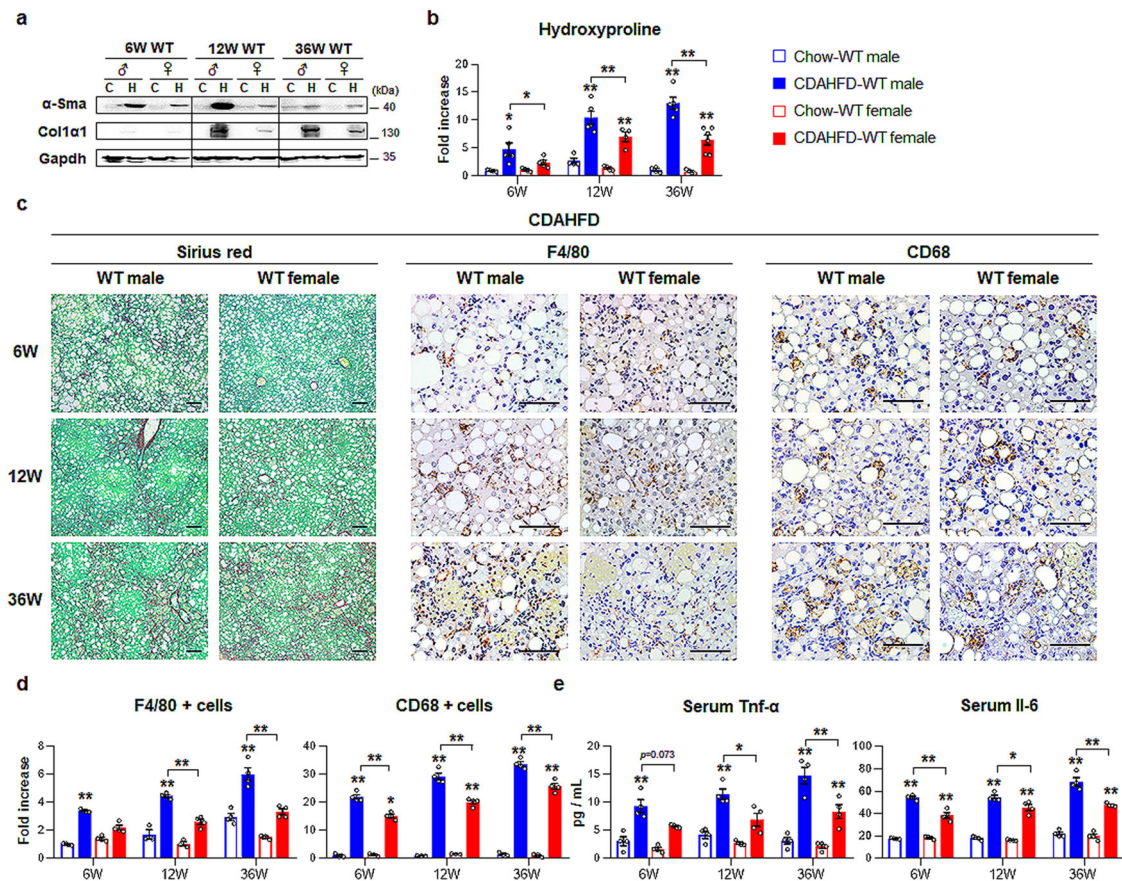 a
6W WT 12W WT 36W WT
♂ ♀ ♂ ♀ ♂ ♀
C H C H C H C H C H C H (kDa)
α-Sma 40
Col1α1 130
Gapdh 35
b
Hydroxyproline
Fold increase
20
15
10
5
0
* * ** ** ** ** ** **
6W 12W 36W
Chow-WT male
CDAHFD-WT male
Chow-WT female
CDAHFD-WT female
c
CDAHFD
Sirius red F4/80 CD68
WT male WT female WT male WT female WT male WT female
6W
12W
36W
d
F4/80 + cells
Fold increase
8
6
4
2
0
** ** ** ** **
6W 12W 36W
CD68 + cells
40
30
20
10
0
** ** * ** ** ** ** ** **
6W 12W 36W
e
Serum Tnf-α
pg / mL
20
15
10
5
0
p=0.073
** ** * ** ** **
6W 12W 36W
Serum Il-6
100
80
60
40
20
0
** ** ** ** * ** ** ** **
6W 12W 36W